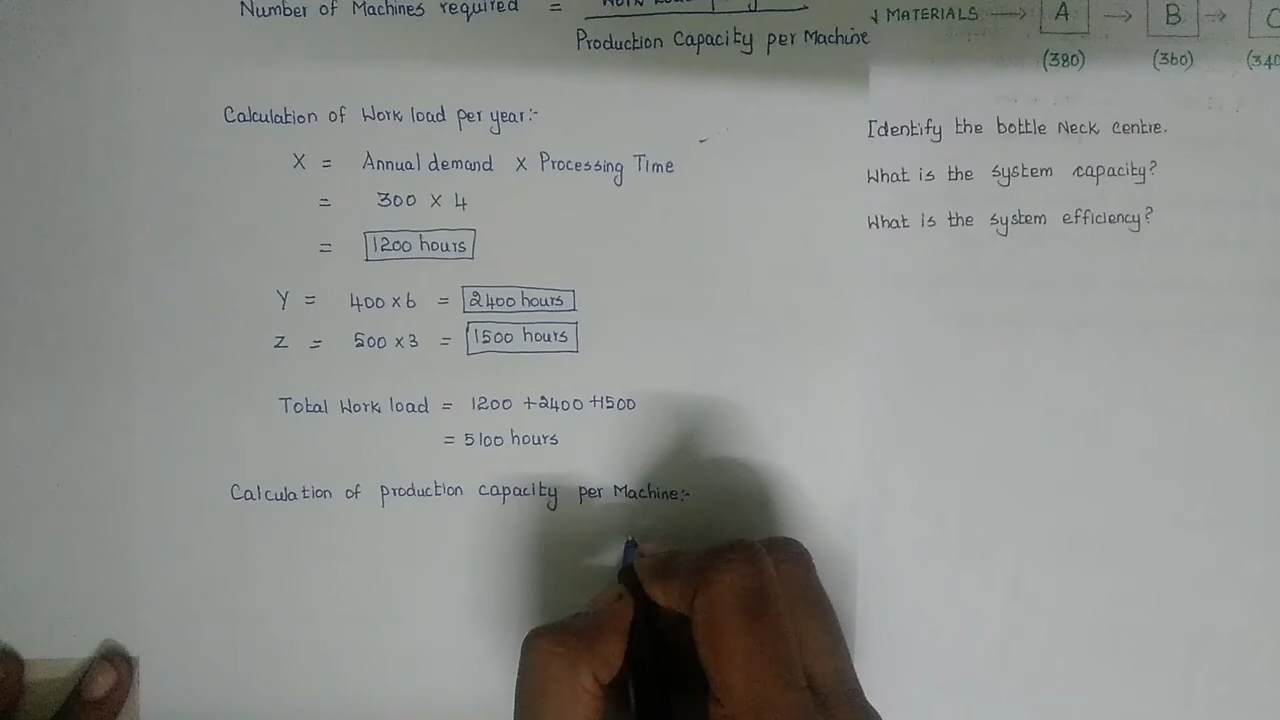 Number of Machines required =
Production Capacity per Machine
Calculation of Work load per year:-
X = Annual demand X Processing Time
= 300 X 4
= 1200 hours
Y = 400 x 6 = 2400 hours
Z = 500 x 3 = 1500 hours
Total Work load = 1200 +2400 +1500
= 5100 hours
Calculation of production capacity per Machine:-
MATERIALS → A → B → C
(380) (360) (340
Identify the bottle Neck centre.
What is the system capacity?
What is the system efficiency?